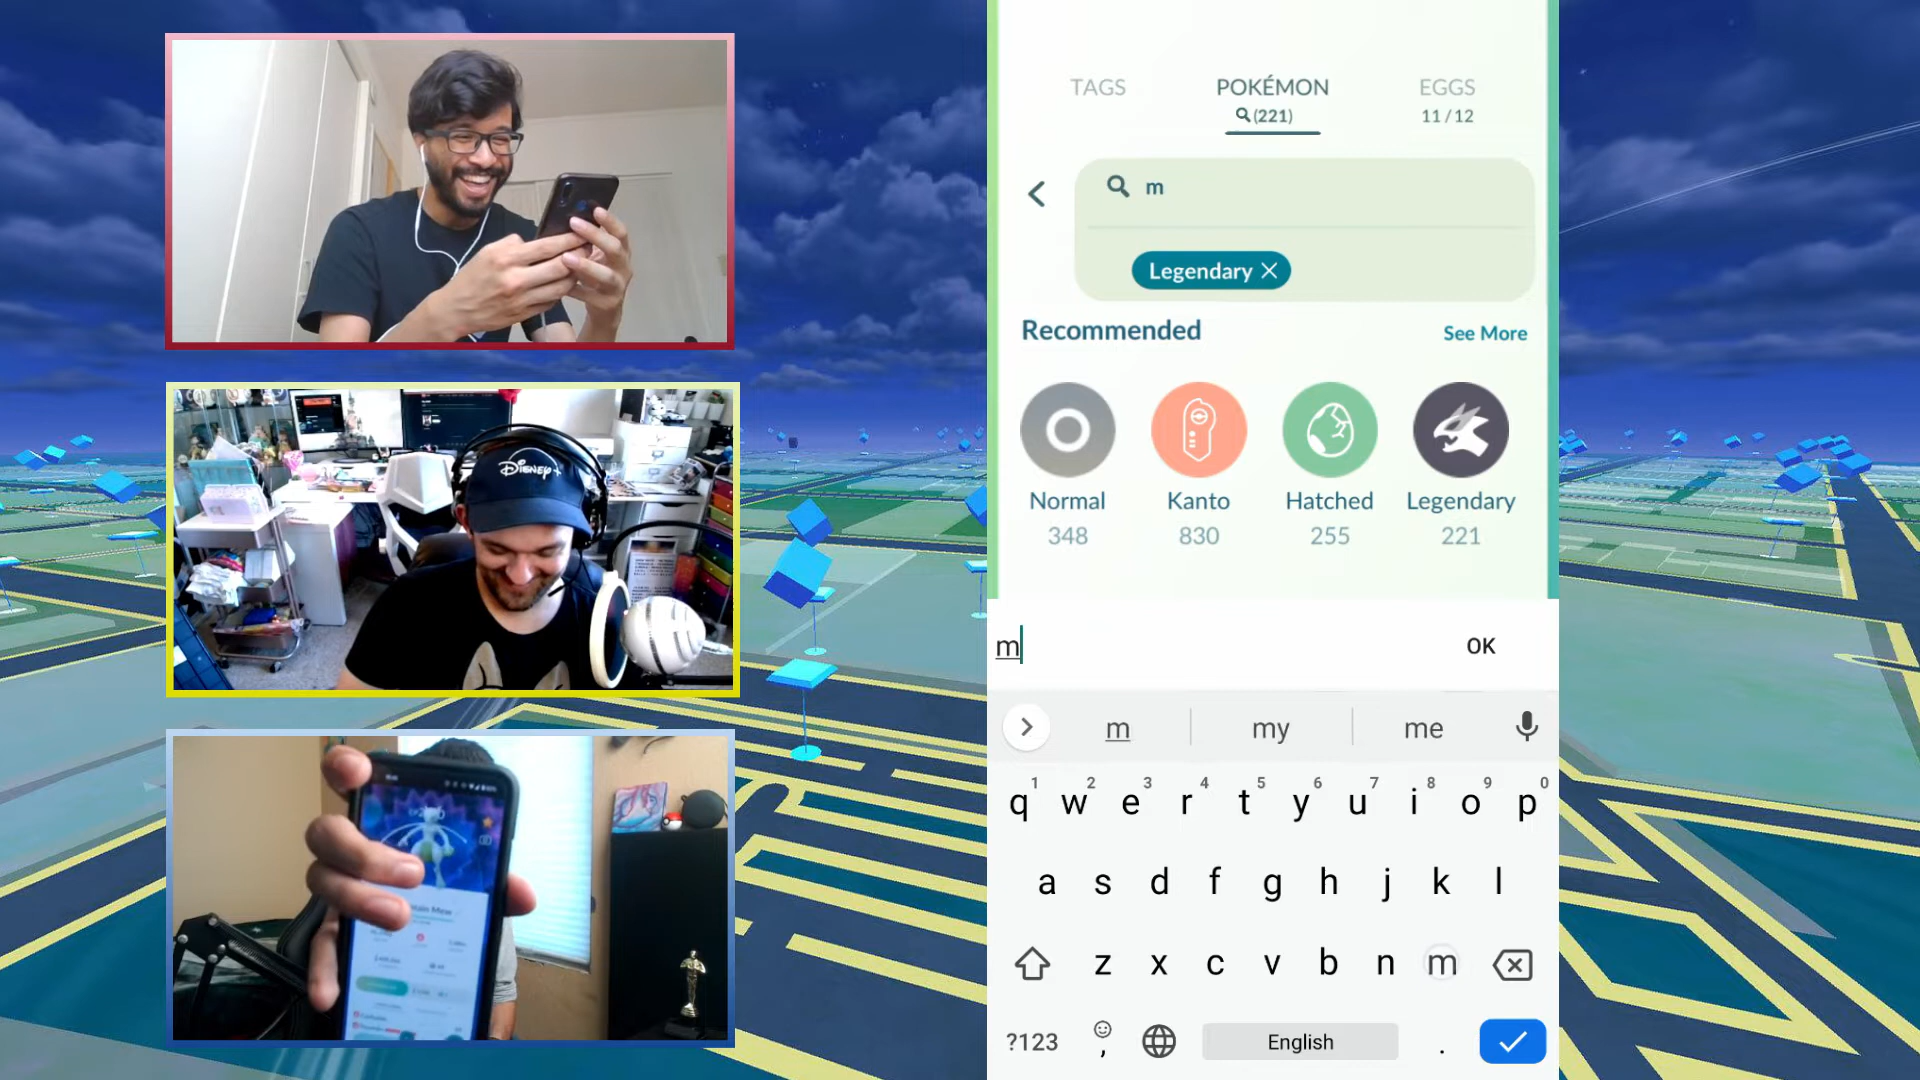 DISNEY+
TAGS
POKÉMON
EGGS
(221)
11 / 12
m
Legendary
Recommended
See More
Normal
Kanto
Hatched
Legendary
348
830
255
221
m
OK
m
my
me
1 2 3 4 5 6 7 8 9 0
q w e r t y u i o p
a s d f g h j k l
z x c v b n m
?123
,
English
.